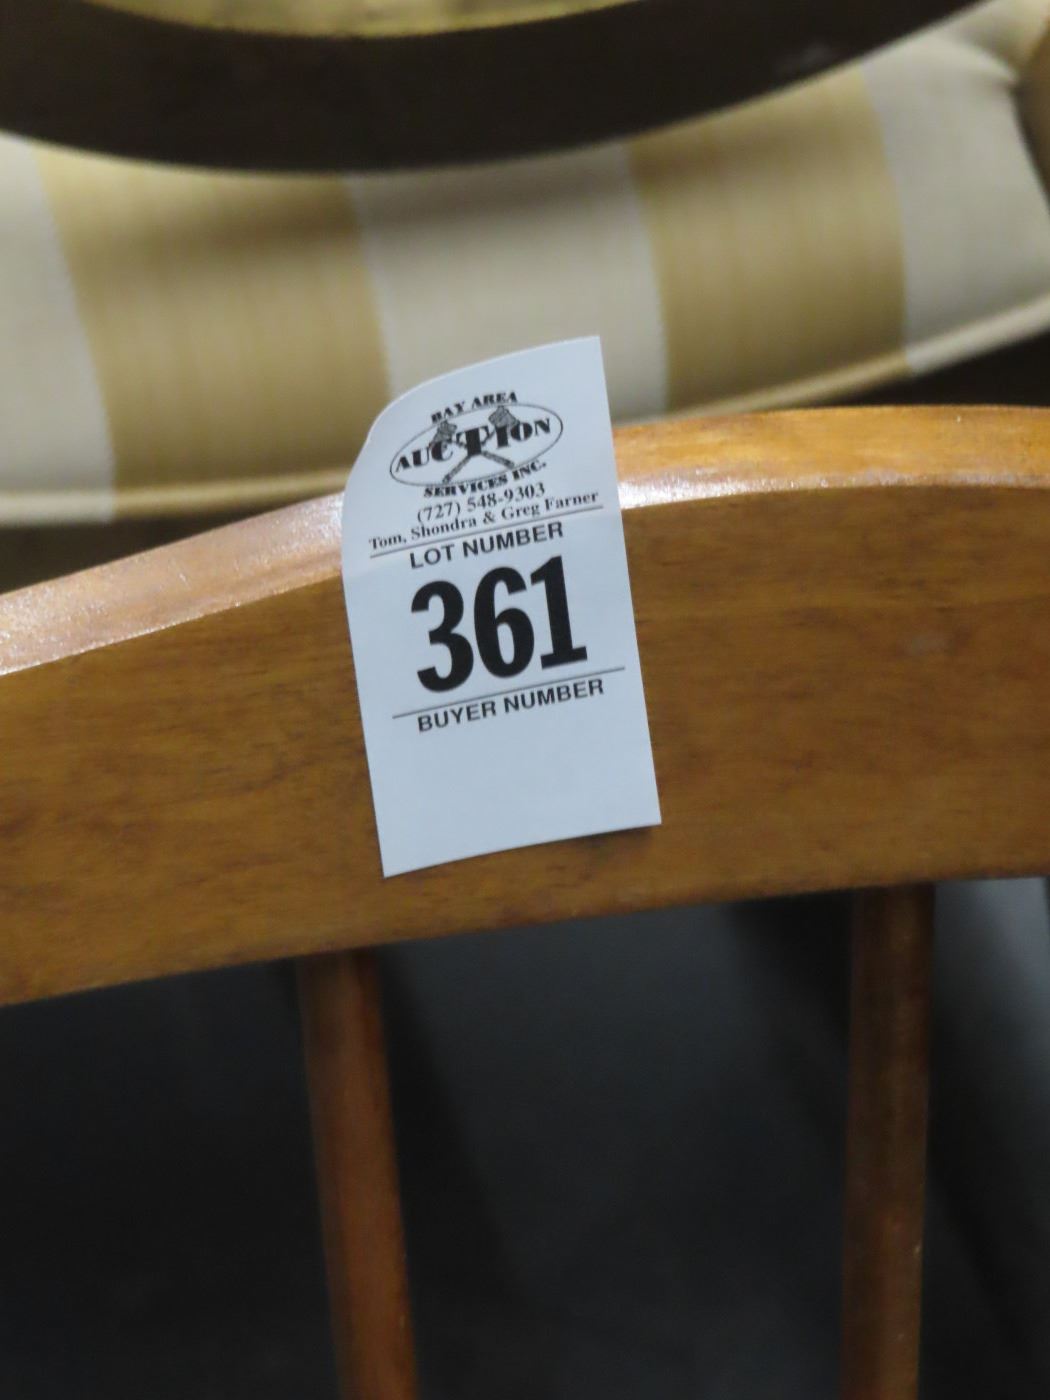 BAY AREA
AUCTION
SERVICES INC.
(727) 548-9303
Tom, Shondra & Greg Farner
LOT NUMBER
361
BUYER NUMBER